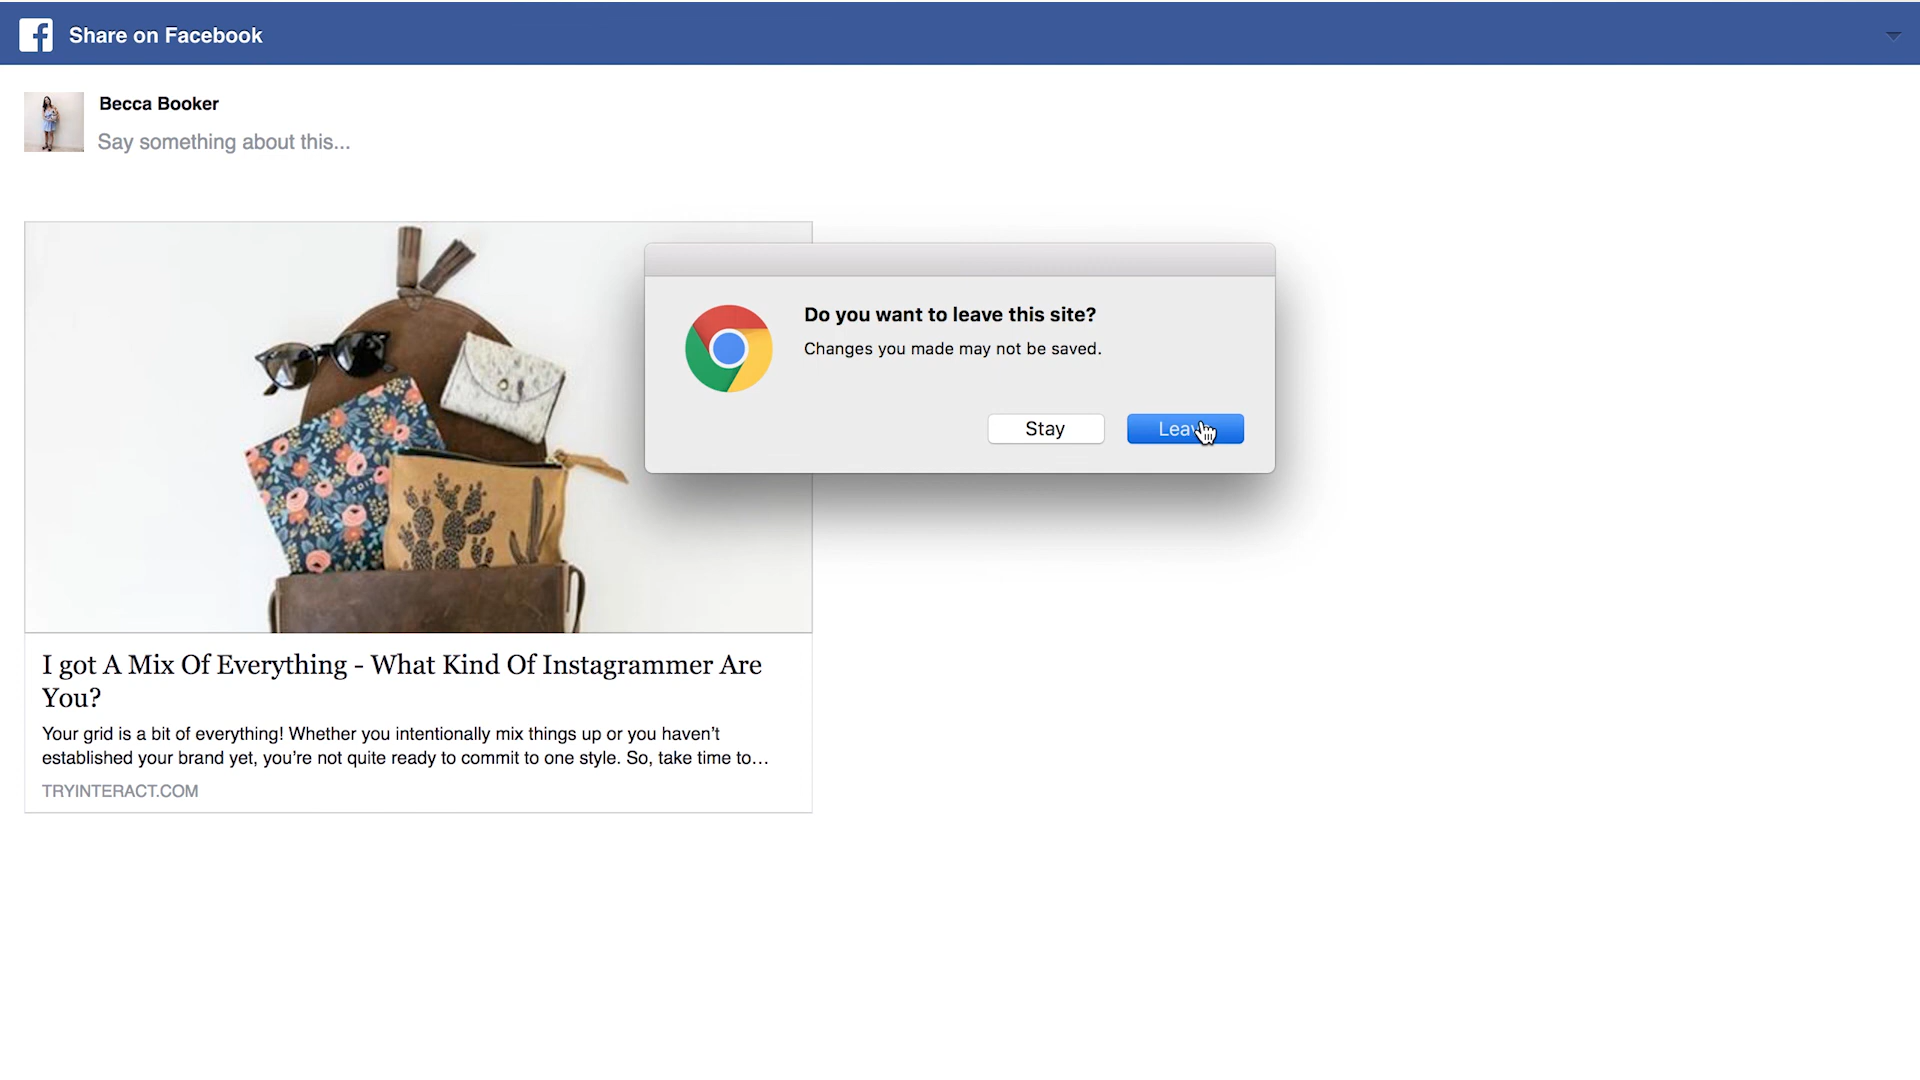 Share on Facebook
Becca Booker
Say something about this...
Do you want to leave this site?
Changes you made may not be saved.
Stay
2017
I got A Mix Of Everything - What Kind Of Instagrammer Are
You?
Your grid is a bit of everything! Whether you intentionally mix things up or you haven't
established your brand yet, you're not quite ready to commit to one style. So, take time to...
TRYINTERACT.COM